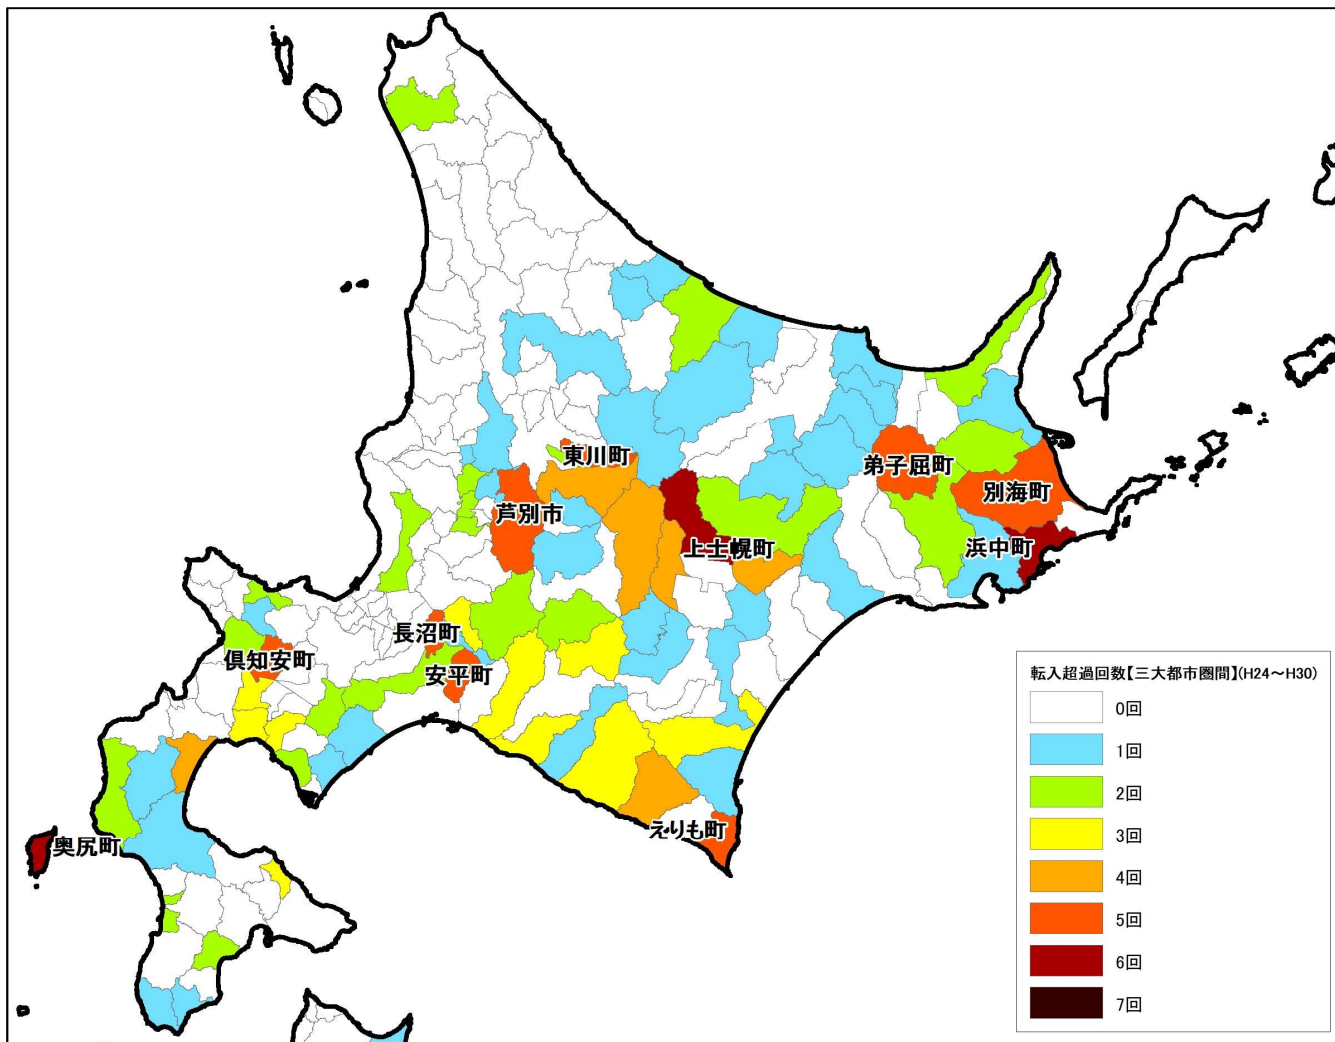 東川町
弟子屈町
別海町
芦別市
上士幌町
浜中町
長沼町
倶知安町
安平町
えりも町
奥尻町
転入超過回数【三大都市圏間】(H24～H30)
0回
1回
2回
3回
4回
5回
6回
7回